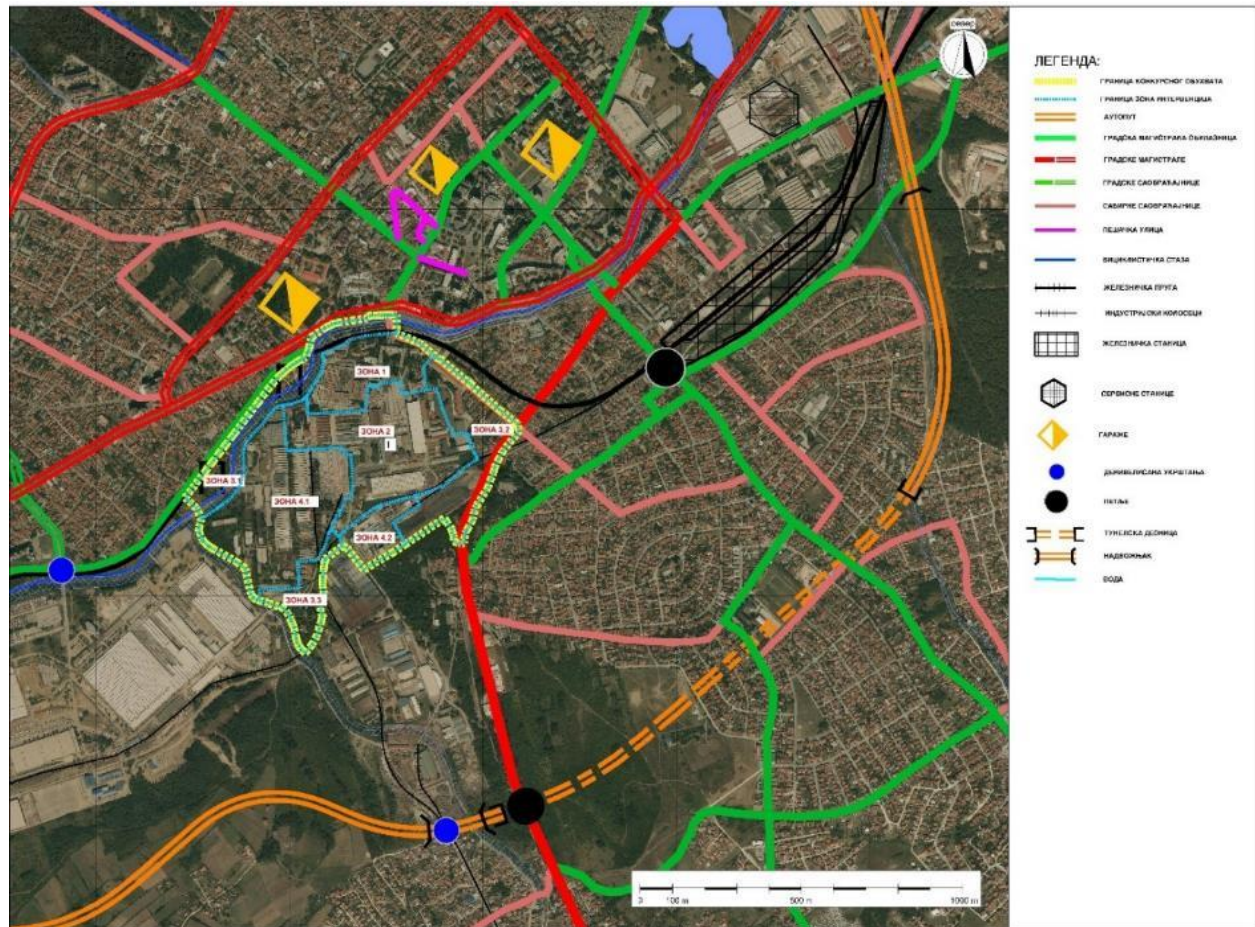 север
ЛЕГЕНДА:
ГРАНИЦА КОНКУРСНОГ ОБУХВАТА
ГРАНИЦА ЗОНА ИНТЕРВЕНЦИЈА
АУТОПУТ
ГРАДСКА МАГИСТРАЛА ОБИЛАЗНИЦА
ГРАДСКЕ МАГИСТРАЛЕ
ГРАДСКЕ САОБРАЋАЈНИЦЕ
САБИРНЕ САОБРАЋАЈНИЦЕ
ПЕШАЧКА УЛИЦА
БИЦИКЛИСТИЧКА СТАЗА
ЖЕЛЕЗНИЧКА ПРУГА
ИНДУСТРИЈСКИ КОЛОСЕЦИ
ЖЕЛЕЗНИЧКА СТАНИЦА
СЕРВИСНЕ СТАНИЦЕ
ГАРАЖЕ
ДЕНИВЕЛИСАНА УКРШТАЊА
ПЕТЉЕ
ТУНЕЛСКА ДЕОНИЦА
НАДВОЖЊАК
ВОДА
ЗОНА 1
ЗОНА 2
I
ЗОНА 3.2
ЗОНА 3.1
ЗОНА 4.1
ЗОНА 4.2
ЗОНА 3.3
0 100 m 500 m 1000 m